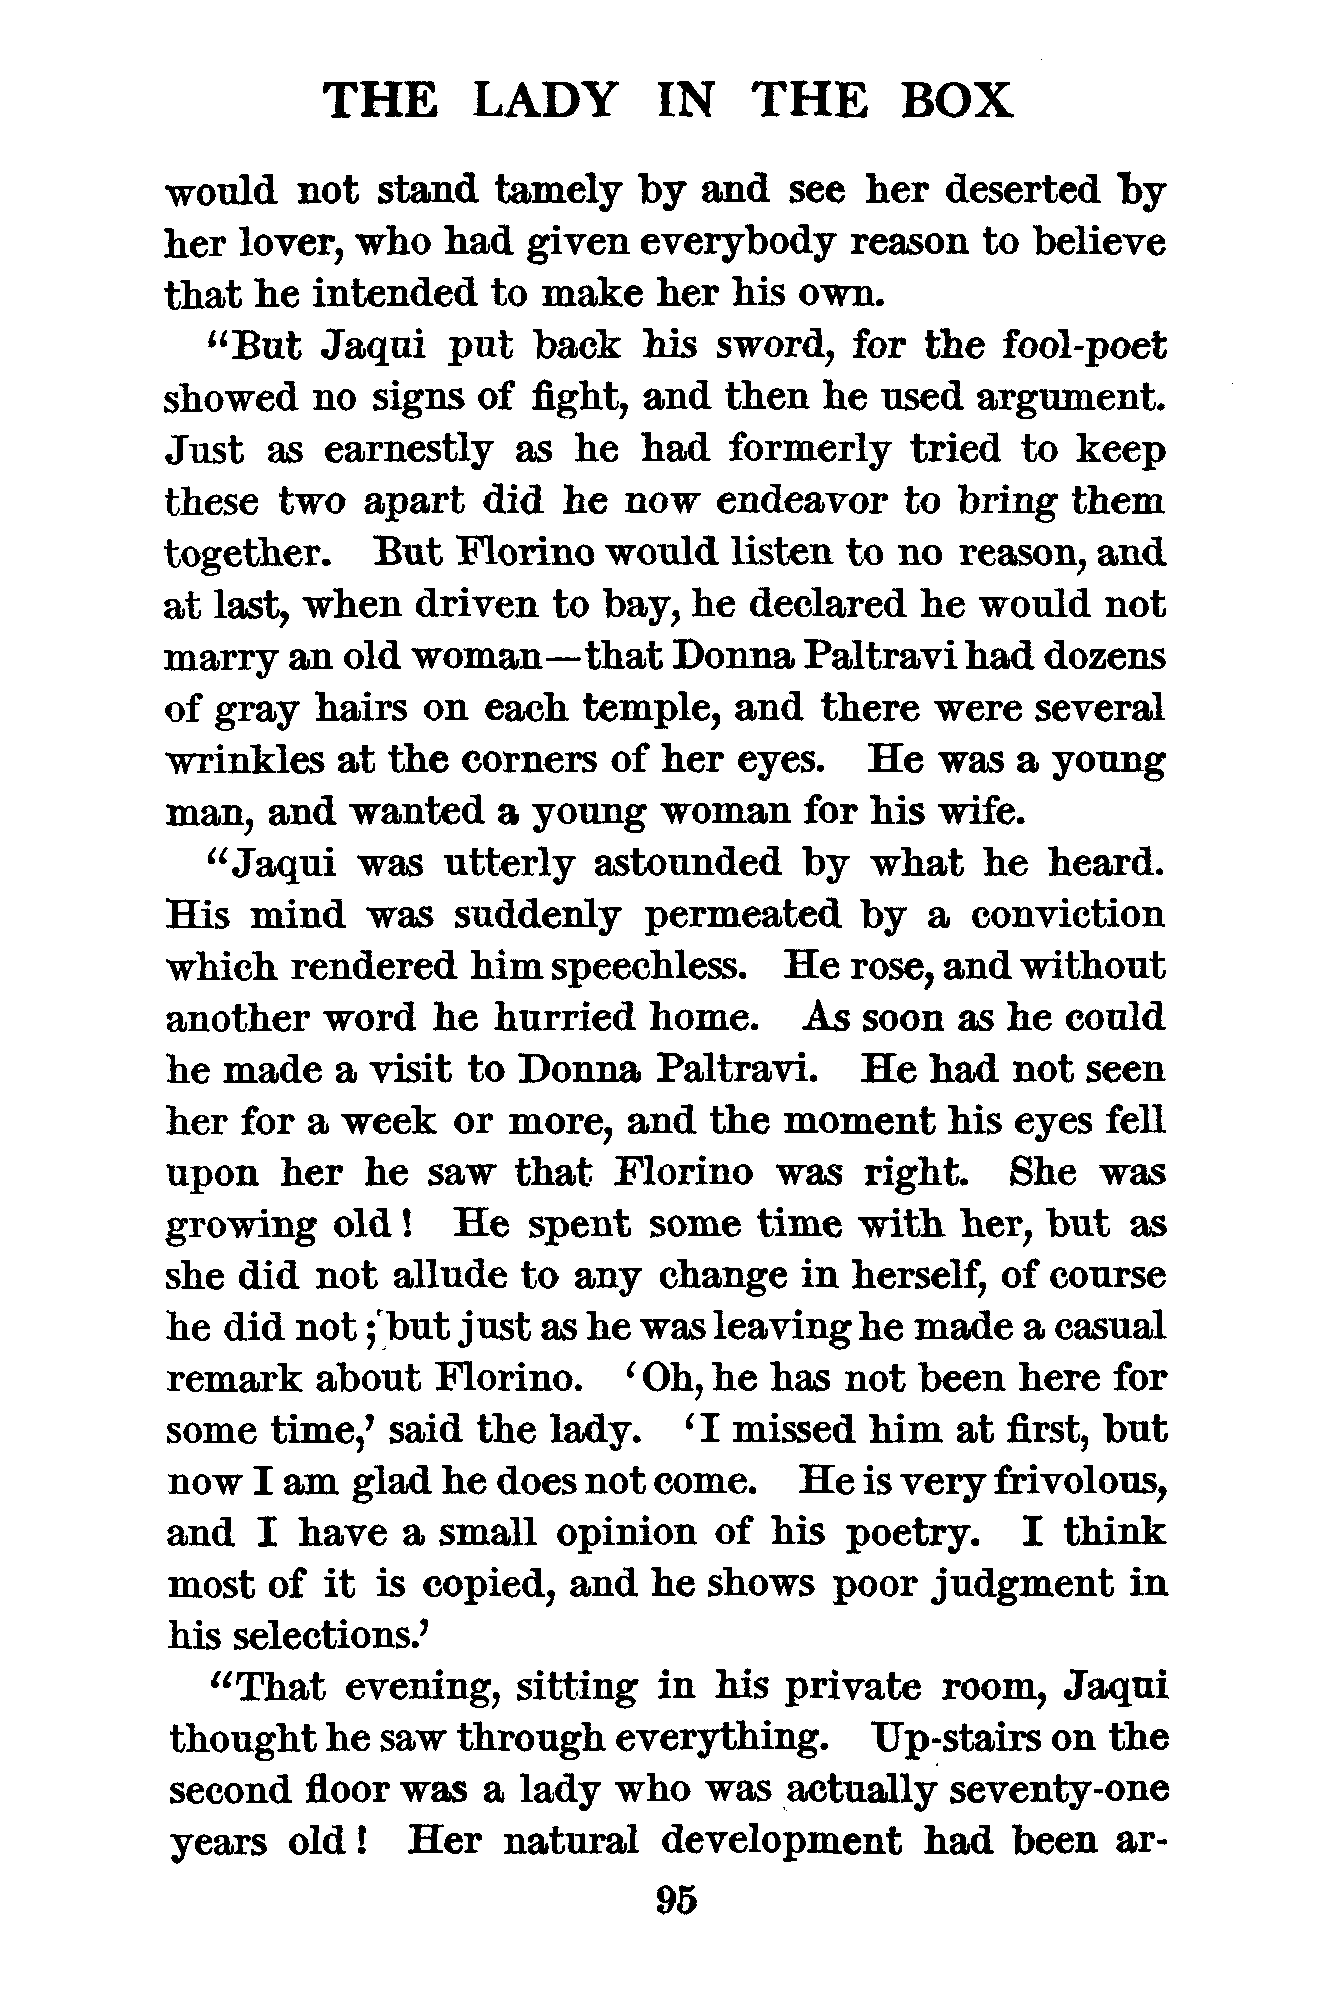 THE LADY IN THE BOX
would not stand tamely by and see her deserted by
her lover, who had given everybody reason to believe
that he intended to make her his own.
“But Jaqui put back his sword, for the fool-poet
showed no signs of fight, and then he used argument.
Just as earnestly as he had formerly tried to keep
these two apart did he now endeavor to bring them
together. But Florino would listen to no reason, and
at last, when driven to bay, he declared he would not
marry an old woman—that Donna Paltravi had dozens
of gray hairs on each temple, and there were several
wrinkles at the corners of her eyes. He was a young
man, and wanted a young woman for his wife.
“Jaqui was utterly astounded by what he heard.
His mind was suddenly permeated by a conviction
which rendered him speechless. He rose, and without
another word he hurried home. As soon as he could
he made a visit to Donna Paltravi. He had not seen
her for a week or more, and the moment his eyes fell
upon her he saw that Florino was right. She was
growing old! He spent some time with her, but as
she did not allude to any change in herself, of course
he did not; but just as he was leaving he made a casual
remark about Florino. ‘Oh, he has not been here for
some time,’ said the lady. ‘I missed him at first, but
now I am glad he does not come. He is very frivolous,
and I have a small opinion of his poetry. I think
most of it is copied, and he shows poor judgment in
his selections.’
“That evening, sitting in his private room, Jaqui
thought he saw through everything. Up-stairs on the
second floor was a lady who was actually seventy-one
years old! Her natural development had been ar-
95